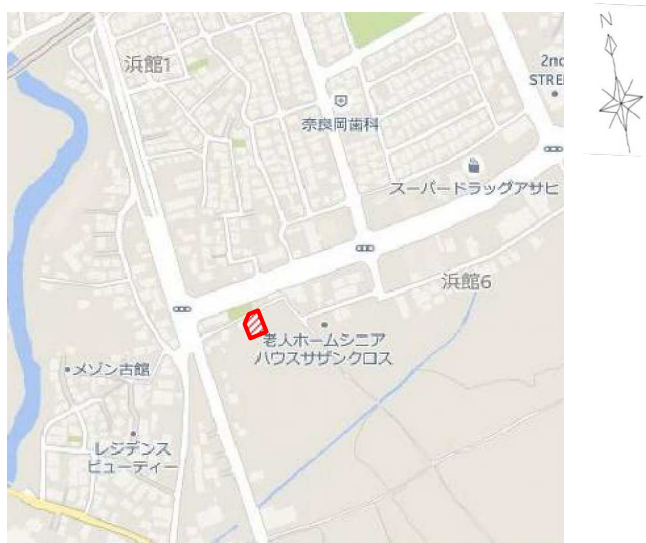 N
浜館1
2nd
STRE
奈良岡歯科
スーパードラッグアサヒ
浜館6
老人ホームシニア
ハウスサザンクロス
メゾン古館
レジデンス
ビューティー